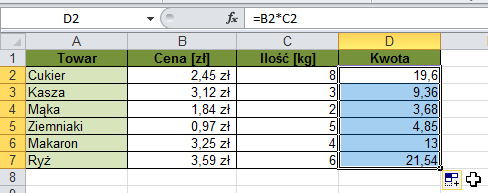 D2 fx =B2*C2
A B C D
1 Towar Cena [zł] Ilość [kg] Kwota
2 Cukier 2,45 zł 8 19,6
3 Kasza 3,12 zł 3 9,36
4 Mąka 1,84 zł 2 3,68
5 Ziemniaki 0,97 zł 5 4,85
6 Makaron 3,25 zł 4 13
7 Ryż 3,59 zł 6 21,54
8